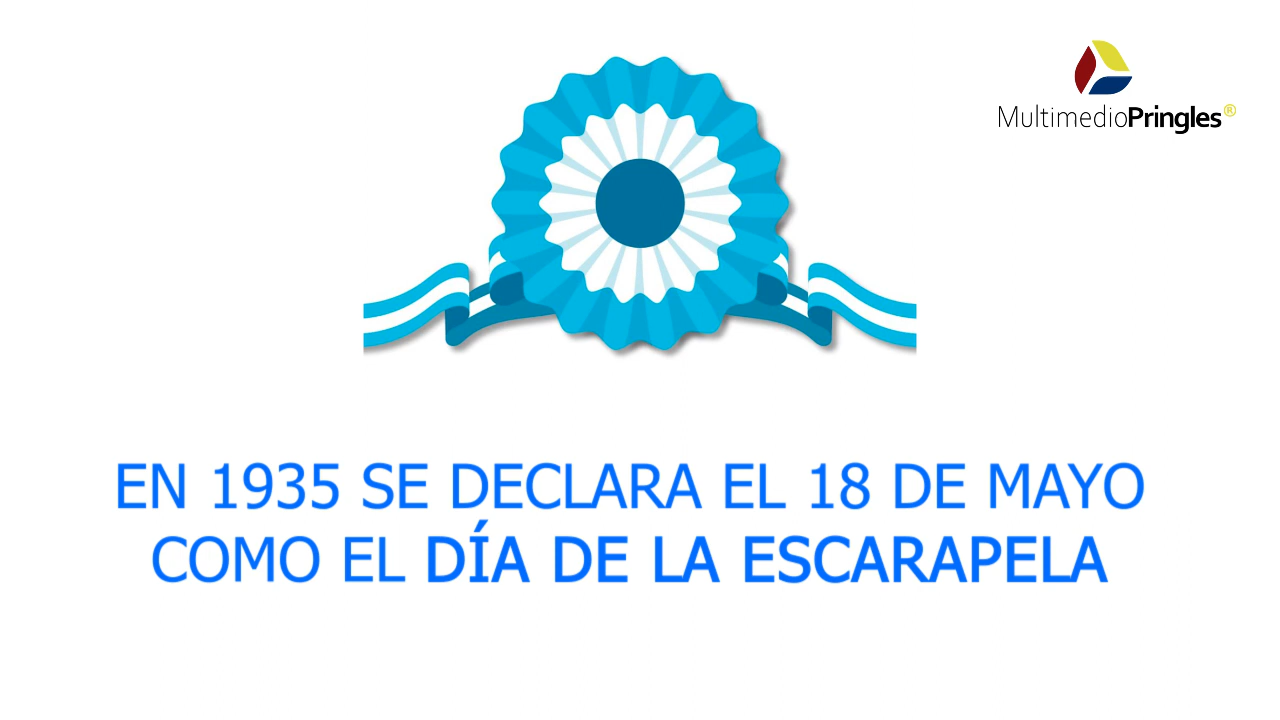 MultimedioPringles®
EN 1935 SE DECLARA EL 18 DE MAYO
COMO EL DÍA DE LA ESCARAPELA